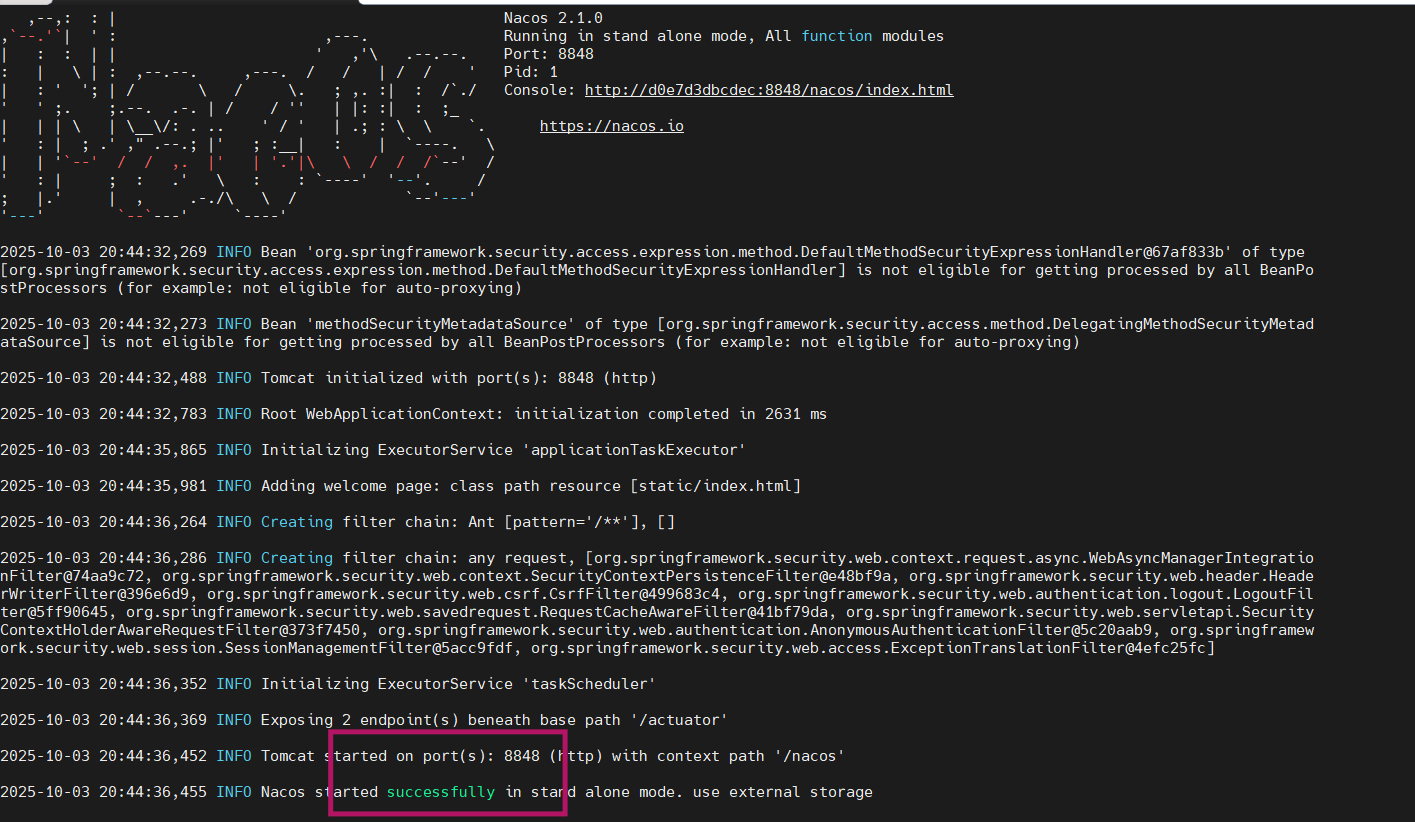 Nacos 2.1.0
Running in stand alone mode, All function modules
Port: 8848
Pid: 1
Console: http://d0e7d3dbcdec:8848/nacos/index.html
https://nacos.io
2025-10-03 20:44:32,269 INFO Bean 'org.springframework.security.access.expression.method.DefaultMethodSecurityExpressionHandler@67af833b' of type
[org.springframework.security.access.expression.method.DefaultMethodSecurityExpressionHandler] is not eligible for getting processed by all BeanPo
stProcessors (for example: not eligible for auto-proxying)
2025-10-03 20:44:32,273 INFO Bean 'methodSecurityMetadataSource' of type [org.springframework.security.access.method.DelegatingMethodSecurityMetad
ataSource] is not eligible for getting processed by all BeanPostProcessors (for example: not eligible for auto-proxying)
2025-10-03 20:44:32,488 INFO Tomcat initialized with port(s): 8848 (http)
2025-10-03 20:44:32,783 INFO Root WebApplicationContext: initialization completed in 2631 ms
2025-10-03 20:44:35,865 INFO Initializing ExecutorService 'applicationTaskExecutor'
2025-10-03 20:44:35,981 INFO Adding welcome page: class path resource [static/index.html]
2025-10-03 20:44:36,264 INFO Creating filter chain: Ant [pattern='/**'], []
2025-10-03 20:44:36,286 INFO Creating filter chain: any request, [org.springframework.security.web.context.request.async.WebAsyncManagerIntegratio
nFilter@74aa9c72, org.springframework.security.web.context.SecurityContextPersistenceFilter@e48bf9a, org.springframework.security.web.header.Heade
rWriterFilter@396e6d9, org.springframework.security.web.csrf.CsrfFilter@499683c4, org.springframework.security.web.authentication.logout.LogoutFil
ter@5ff90645, org.springframework.security.web.savedrequest.RequestCacheAwareFilter@41bf79da, org.springframework.security.web.servletapi.Security
ContextHolderAwareRequestFilter@373f7450, org.springframework.security.web.authentication.AnonymousAuthenticationFilter@5c20aab9, org.springframew
ork.security.web.session.SessionManagementFilter@5acc9fdf, org.springframework.security.web.access.ExceptionTranslationFilter@4efc25fc]
2025-10-03 20:44:36,352 INFO Initializing ExecutorService 'taskScheduler'
2025-10-03 20:44:36,369 INFO Exposing 2 endpoint(s) beneath base path '/actuator'
2025-10-03 20:44:36,452 INFO Tomcat started on port(s): 8848 (http) with context path '/nacos'
2025-10-03 20:44:36,455 INFO Nacos started successfully in stand alone mode. use external storage